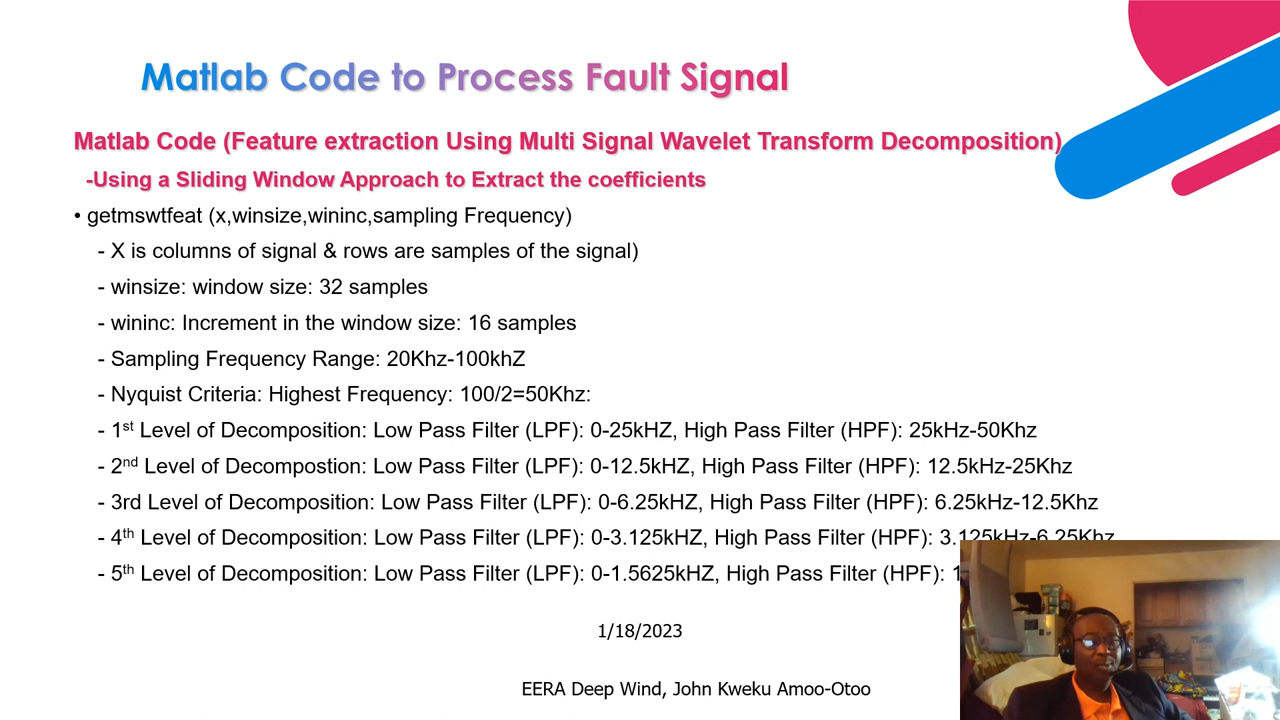 Matlab Code to Process Fault Signal
Matlab Code (Feature extraction Using Multi Signal Wavelet Transform Decomposition)
-Using a Sliding Window Approach to Extract the coefficients
• getmswtfeat (x,winsize,wininc,sampling Frequency)
- X is columns of signal & rows are samples of the signal)
- winsize: window size: 32 samples
- wininc: Increment in the window size: 16 samples
- Sampling Frequency Range: 20Khz-100khZ
- Nyquist Criteria: Highest Frequency: 100/2=50Khz:
- 1st Level of Decomposition: Low Pass Filter (LPF): 0-25kHZ, High Pass Filter (HPF): 25kHz-50Khz
- 2nd Level of Decompostion: Low Pass Filter (LPF): 0-12.5kHZ, High Pass Filter (HPF): 12.5kHz-25Khz
- 3rd Level of Decomposition: Low Pass Filter (LPF): 0-6.25kHZ, High Pass Filter (HPF): 6.25kHz-12.5Khz
- 4th Level of Decomposition: Low Pass Filter (LPF): 0-3.125kHZ, High Pass Filter (HPF): 3.125kHz-6.25Khz
- 5th Level of Decomposition: Low Pass Filter (LPF): 0-1.5625kHZ, High Pass Filter (HPF): 1
1/18/2023
EERA Deep Wind, John Kweku Amoo-Otoo